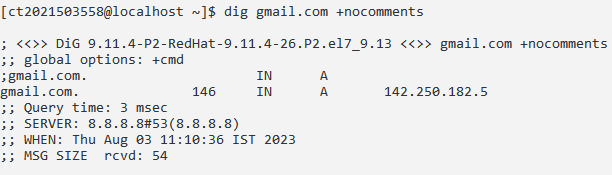 [ct2021503558@localhost ~]$ dig gmail.com +nocomments
; <<>> DiG 9.11.4-P2-RedHat-9.11.4-26.P2.el7_9.13 <<>> gmail.com +nocomments
;; global options: +cmd
;gmail.com. IN A
gmail.com. 146 IN A 142.250.182.5
;; Query time: 3 msec
;; SERVER: 8.8.8.8#53(8.8.8.8)
;; WHEN: Thu Aug 03 11:10:36 IST 2023
;; MSG SIZE rcvd: 54